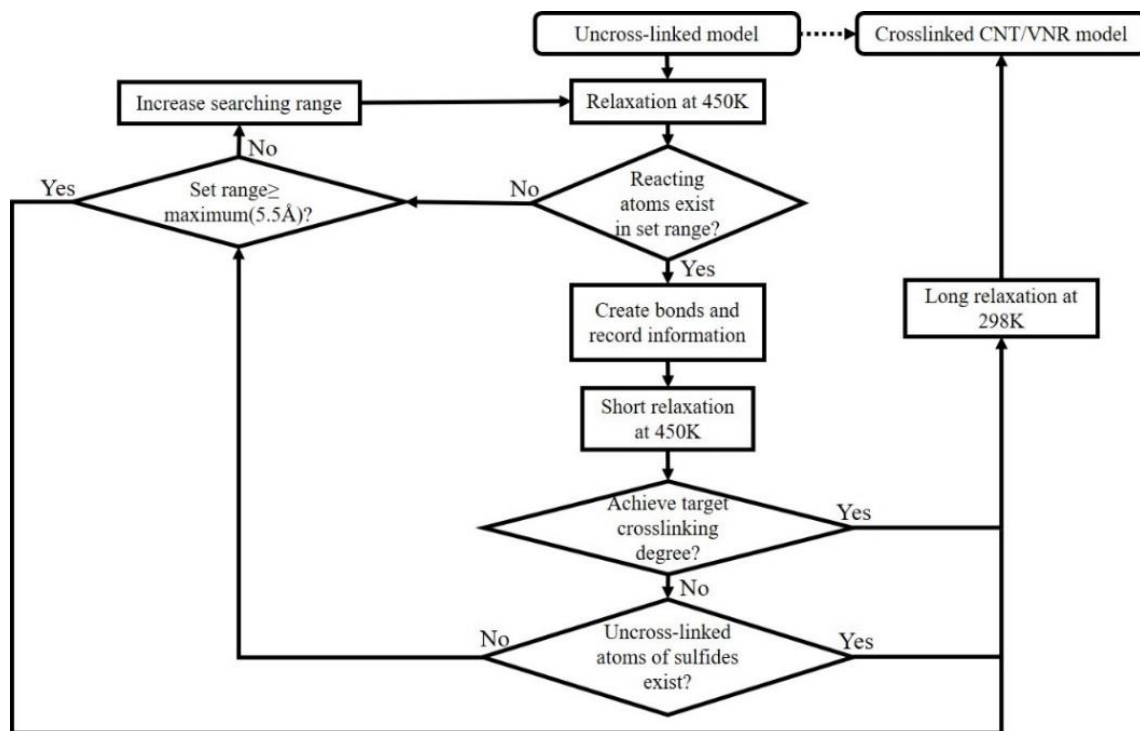 Uncross-linked model
Crosslinked CNT/VNR model
Increase searching range
Relaxation at 450K
No
Yes
Set range≥
maximum(5.5Å)?
No
Reacting
atoms exist
in set range?
Yes
Create bonds and
record information
Long relaxation at
298K
Short relaxation
at 450K
Achieve target
crosslinking
degree?
Yes
No
No
Uncross-linked
atoms of sulfides
exist?
Yes